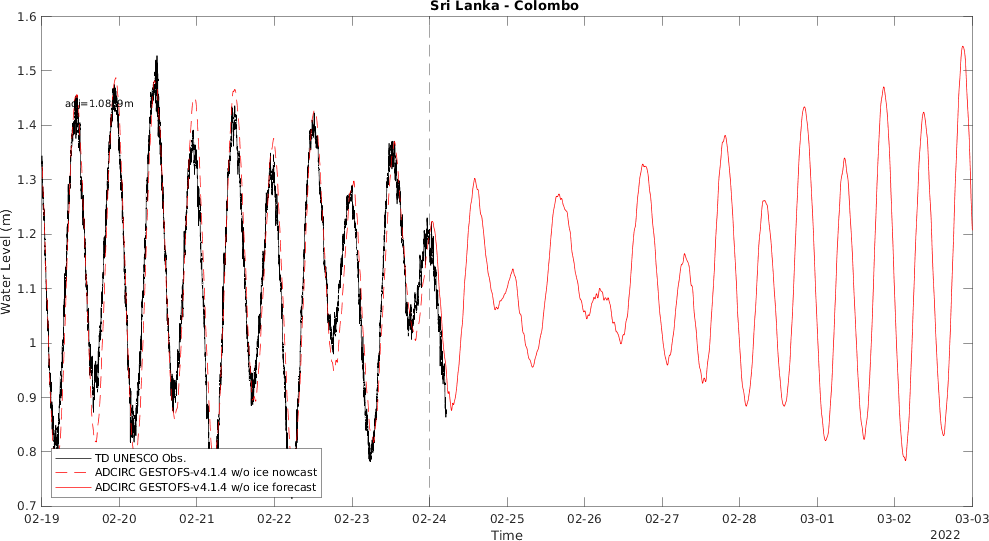 Sri Lanka - Colombo
1.6
1.5
1.4
1.3
1.2
1.1
1
0.9
0.8
0.7
Water Level (m)
TD UNESCO Obs.
ADCIRC GESTOFS-v4.1.4 w/o ice nowcast
ADCIRC GESTOFS-v4.1.4 w/o ice forecast
02-19 02-20 02-21 02-22 02-23 02-24 02-25 02-26 02-27 02-28 03-01 03-02 03-03
Time
2022